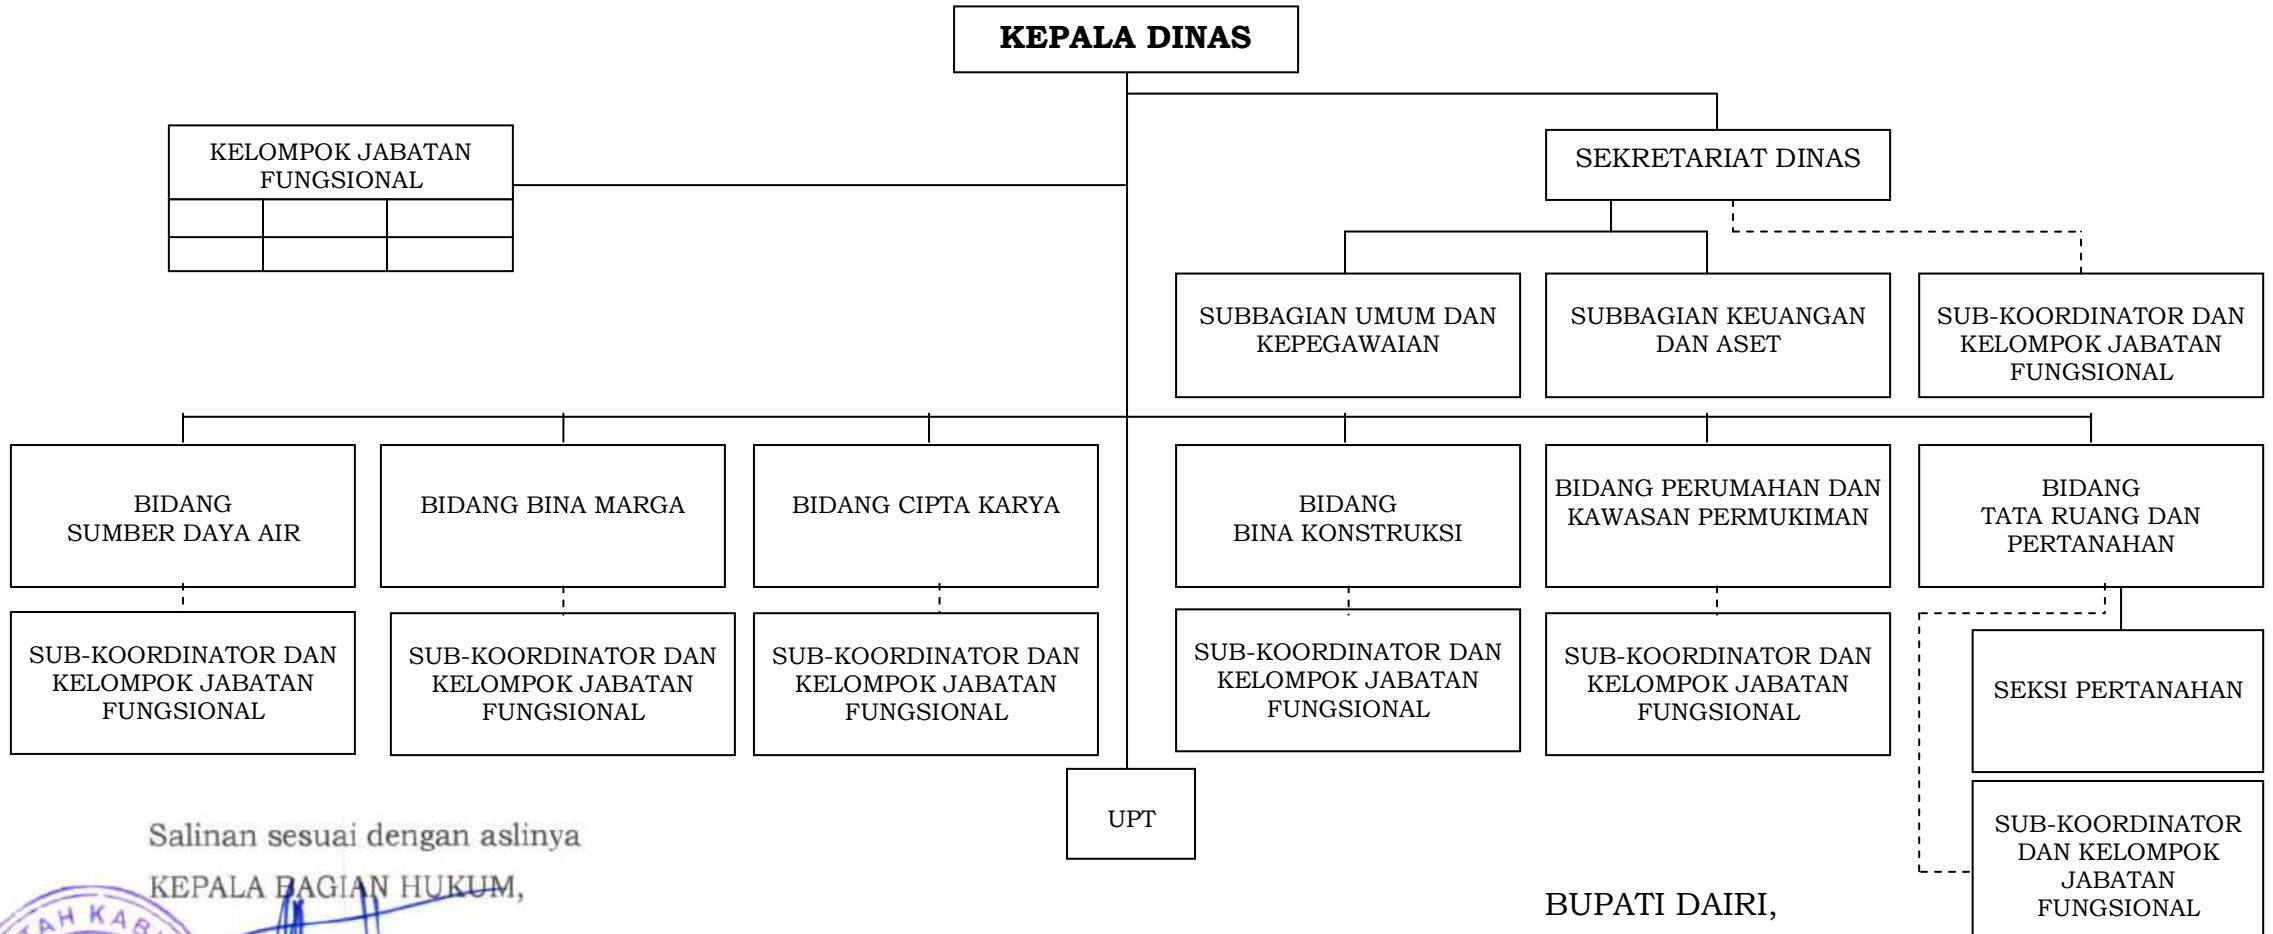 KEPALA DINAS
KELOMPOK JABATAN
FUNGSIONAL
SEKRETARIAT DINAS
SUBBAGIAN UMUM DAN
KEPEGAWAIAN
SUBBAGIAN KEUANGAN
DAN ASET
SUB-KOORDINATOR DAN
KELOMPOK JABATAN
FUNGSIONAL
BIDANG
SUMBER DAYA AIR
BIDANG BINA MARGA
BIDANG CIPTA KARYA
BIDANG
BINA KONSTRUKSI
BIDANG PERUMAHAN DAN
KAWASAN PERMUKIMAN
BIDANG
TATA RUANG DAN
PERTANAHAN
SUB-KOORDINATOR DAN
KELOMPOK JABATAN
FUNGSIONAL
SUB-KOORDINATOR DAN
KELOMPOK JABATAN
FUNGSIONAL
SUB-KOORDINATOR DAN
KELOMPOK JABATAN
FUNGSIONAL
SUB-KOORDINATOR DAN
KELOMPOK JABATAN
FUNGSIONAL
SUB-KOORDINATOR DAN
KELOMPOK JABATAN
FUNGSIONAL
SEKSI PERTANAHAN
UPT
SUB-KOORDINATOR
DAN KELOMPOK
JABATAN
FUNGSIONAL
Salinan sesuai dengan aslinya
KEPALA BAGIAN HUKUM,
BUPATI DAIRI,